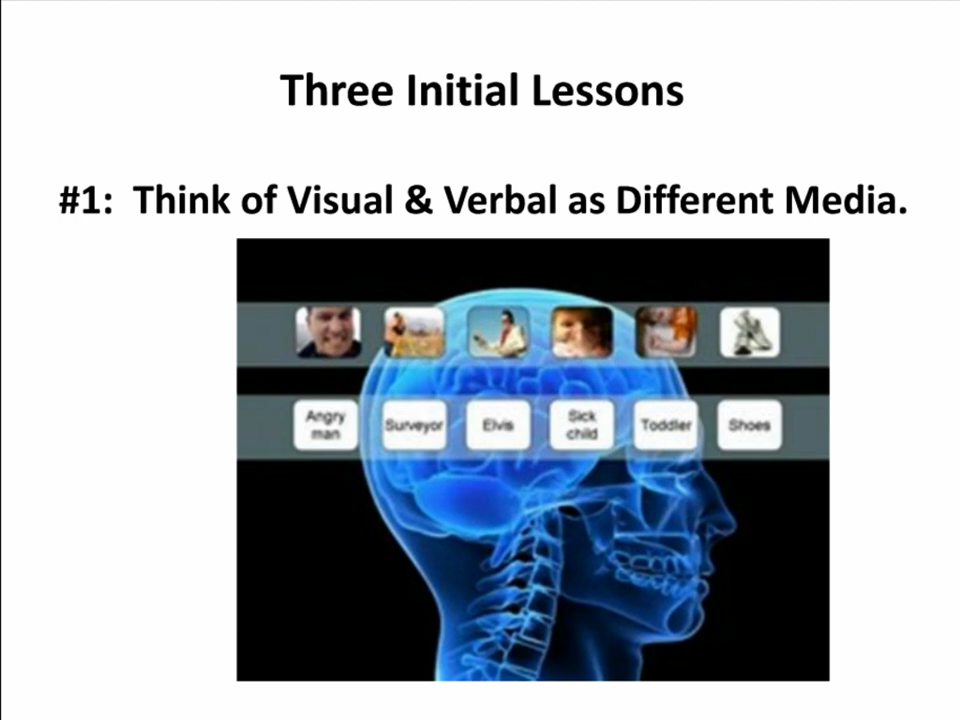 Three Initial Lessons
#1:  Think of Visual & Verbal as Different Media.
Angry
man
Surveyor
Elvis
Sick
child
Toddler
Shoes